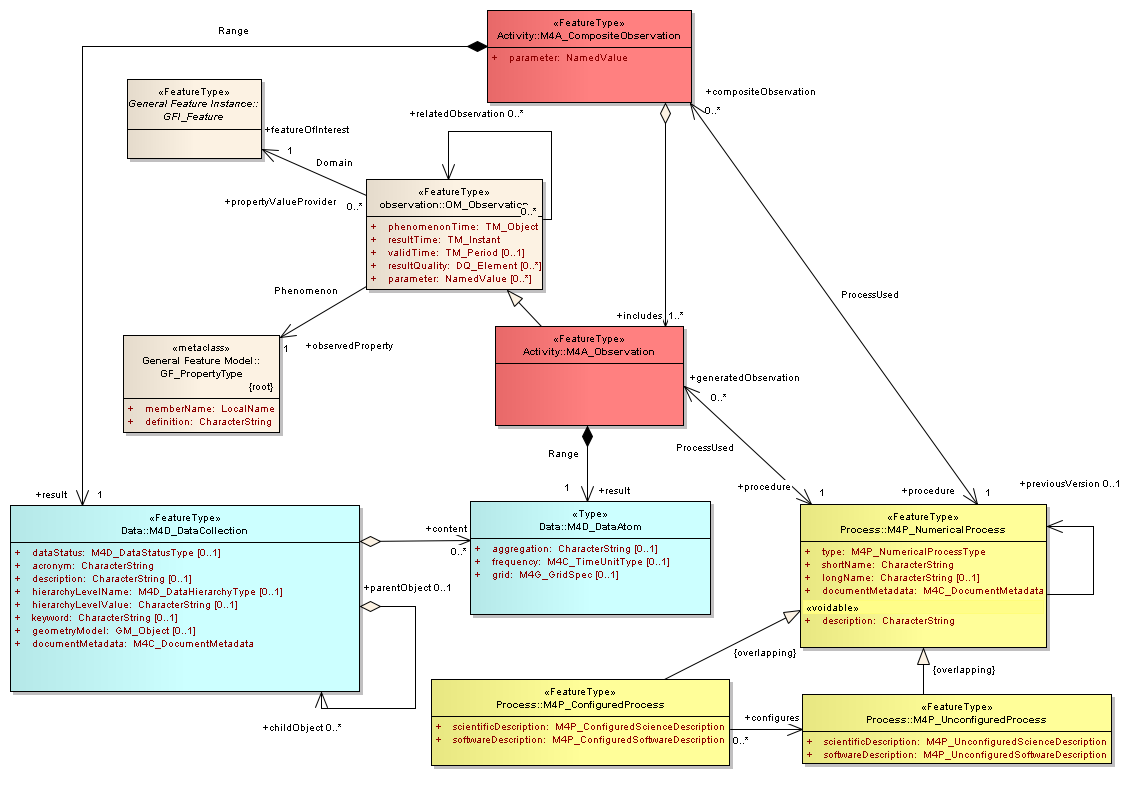 «FeatureType»
Activity::M4A_CompositeObservation
+ parameter: NamedValue
Range
+compositeObservation
0..*
«FeatureType»
General Feature Instance::
GFI_Feature
+featureOfInterest
1
Domain
+propertyValueProvider
0..*
+relatedObservation 0..*
«FeatureType»
observation::OM_Observation
0..*
+ phenomenonTime: TM_Object
+ resultTime: TM_Instant
+ validTime: TM_Period [0..1]
+ resultQuality: DQ_Element [0..*]
+ parameter: NamedValue [0..*]
Phenomenon
ProcessUsed
+includes 1..*
1
+observedProperty
«metaclass»
General Feature Model::
GF_PropertyType
{root}
+ memberName: LocalName
+ definition: CharacterString
«FeatureType»
Activity::M4A_Observation
+generatedObservation
0..*
ProcessUsed
Range
1
+result
+result
1
+procedure
1
+procedure
1
+previousVersion 0..1
«FeatureType»
Data::M4D_DataCollection
+ dataStatus: M4D_DataStatusType [0..1]
+ acronym: CharacterString
+ description: CharacterString [0..1]
+ hierarchyLevelName: M4D_DataHierarchyType [0..1]
+ hierarchyLevelValue: CharacterString [0..1]
+ keyword: CharacterString [0..1]
+ geometryModel: GM_Object [0..1]
+ documentMetadata: M4C_DocumentMetadata
+content
0..*
+parentObject 0..1
+childObject 0..*
«Type»
Data::M4D_DataAtom
+ aggregation: CharacterString [0..1]
+ frequency: M4C_TimeUnitType [0..1]
+ grid: M4G_GridSpec [0..1]
«FeatureType»
Process::M4P_NumericalProcess
+ type: M4P_NumericalProcessType
+ shortName: CharacterString
+ longName: CharacterString [0..1]
+ documentMetadata: M4C_DocumentMetadata
«voidable»
+ description: CharacterString
{overlapping}
{overlapping}
«FeatureType»
Process::M4P_ConfiguredProcess
+ scientificDescription: M4P_ConfiguredScienceDescription
+ softwareDescription: M4P_ConfiguredSoftwareDescription
+configures
0..*
«FeatureType»
Process::M4P_UnconfiguredProcess
+ scientificDescription: M4P_UnconfiguredScienceDescription
+ softwareDescription: M4P_UnconfiguredSoftwareDescription